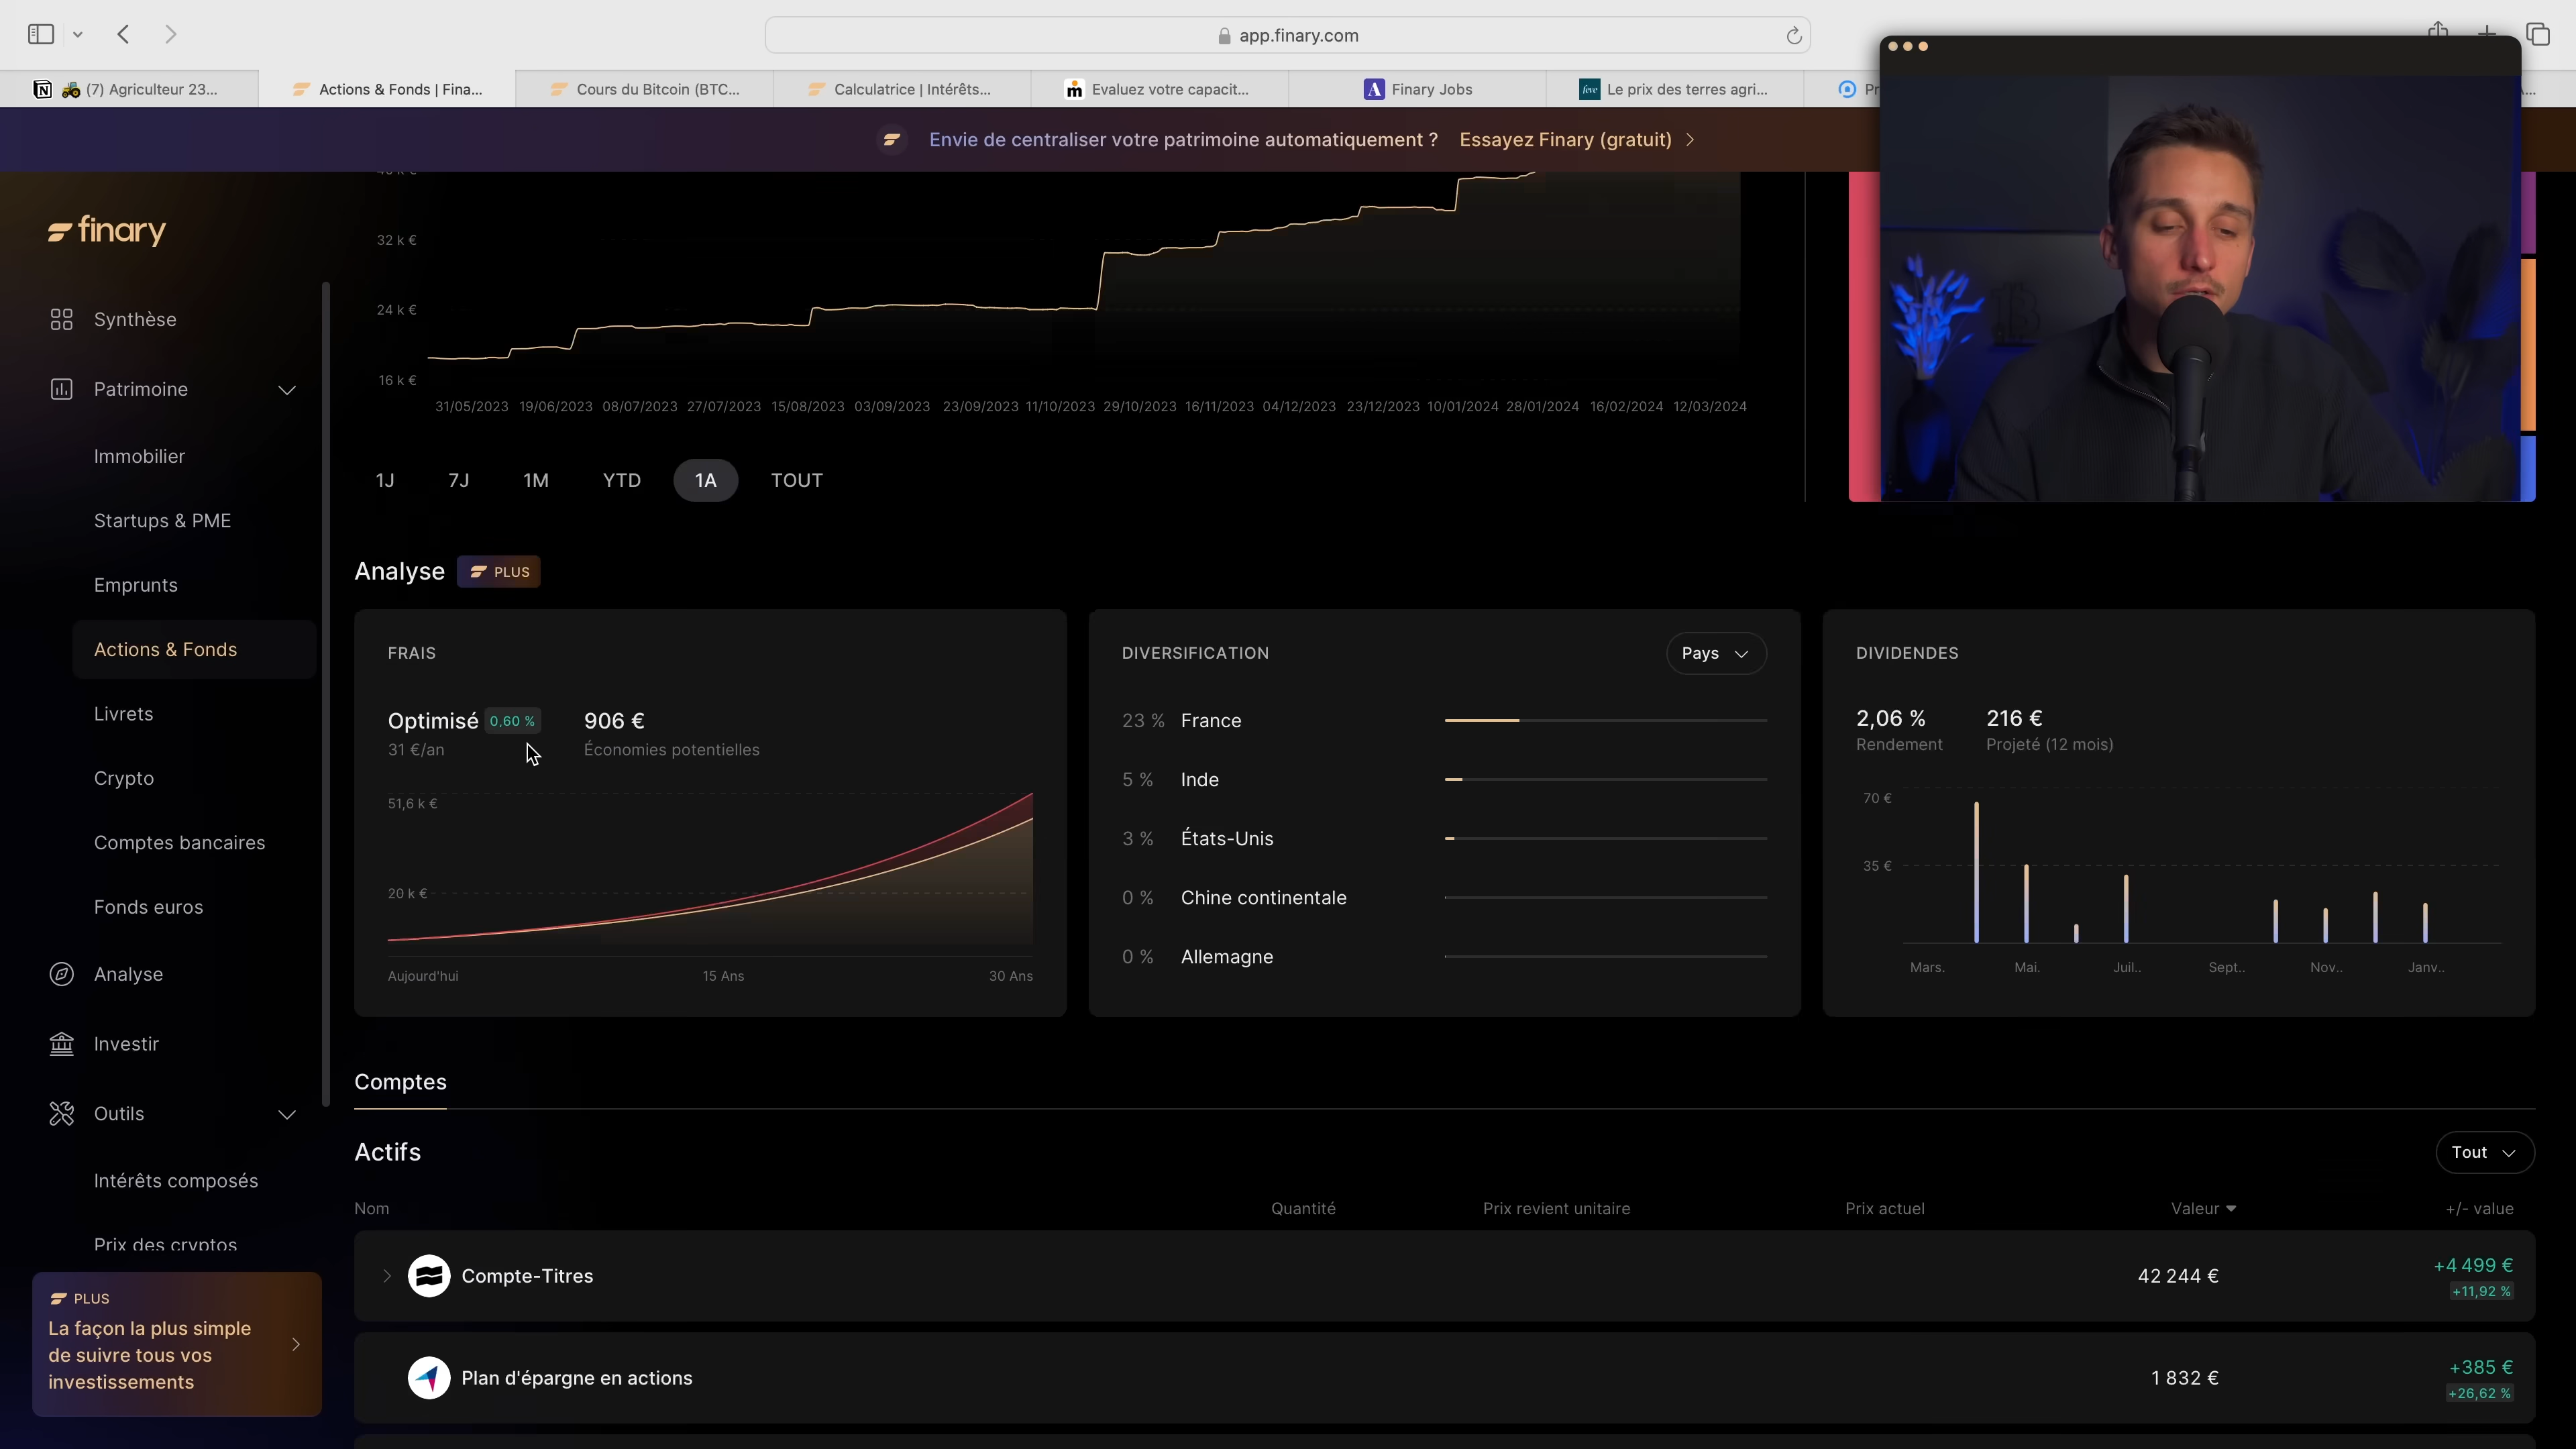 app.finary.com
(7) Agriculteur 23...
Actions & Fonds | Fina...
Cours du Bitcoin (BTC...
Calculatrice | Intérêts...
Evaluez votre capacit...
Finary Jobs
Le prix des terres agri...
Envie de centraliser votre patrimoine automatiquement ? Essayez Finary (gratuit)
finary
Synthèse
Patrimoine
Immobilier
Startups & PME
Emprunts
Actions & Fonds
Livrets
Crypto
Comptes bancaires
Fonds euros
Analyse
Investir
Outils
Intérêts composés
Prix des cryptos
PLUS
La façon la plus simple
de suivre tous vos
investissements
32 k €
24 k €
16 k €
31/05/2023 19/06/2023 08/07/2023 27/07/2023 15/08/2023 03/09/2023 23/09/2023 11/10/2023 29/10/2023 16/11/2023 04/12/2023 23/12/2023 10/01/2024 28/01/2024 16/02/2024 12/03/2024
1J 7J 1M YTD 1A TOUT
Analyse PLUS
FRAIS
Optimisé 0,60 % 906 €
31 €/an Économies potentielles
51,6 k €
20 k €
Aujourd'hui 15 Ans 30 Ans
DIVERSIFICATION Pays
23 % France
5 % Inde
3 % États-Unis
0 % Chine continentale
0 % Allemagne
DIVIDENDES
2,06 % 216 €
Rendement Projeté (12 mois)
70 €
35 €
Mars. Mai. Juil.. Sept.. Nov.. Janv..
Comptes
Actifs Tout
Nom Quantité Prix revient unitaire Prix actuel Valeur +/- value
Compte-Titres 42 244 € +4 499 €
+11,92 %
Plan d'épargne en actions 1 832 € +385 €
+26,62 %